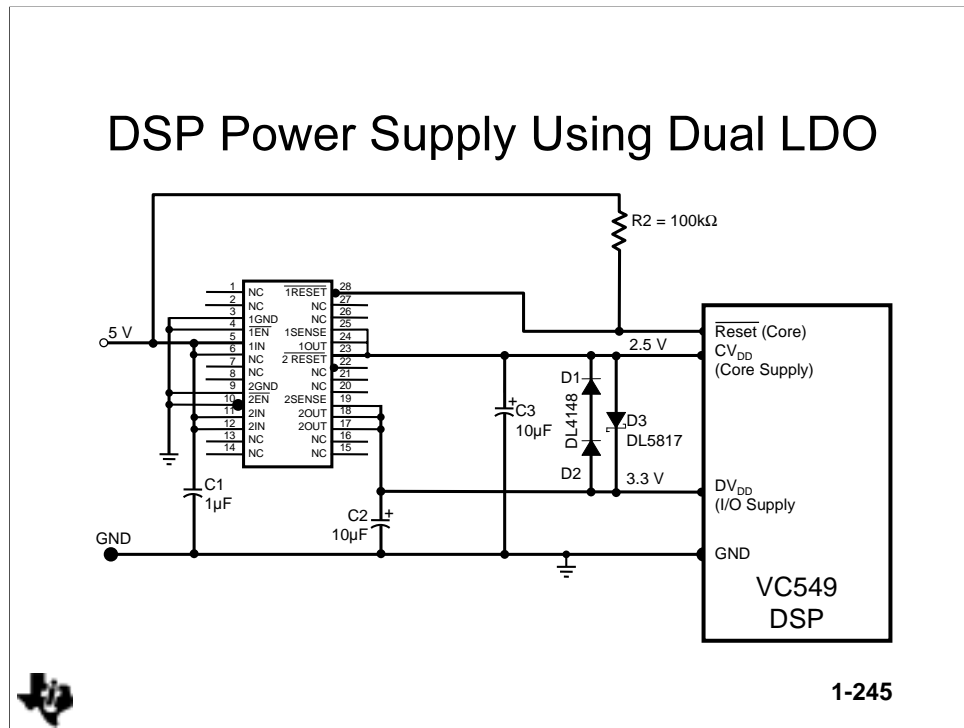 DSP Power Supply Using Dual LDO
R2 = 100kΩ
5 V
1 NC
2 NC
3 1GND
4 1EN
5 1IN
6 NC
7 NC
8 NC
9 2GND
10 2EN
11 2IN
12 2IN
13 NC
14 NC
1RESET 28
NC 27
NC 26
1SENSE 25
1OUT 24
23
2 RESET 22
NC 21
NC 20
2SENSE 19
2OUT 18
2OUT 17
NC 16
NC 15
Reset (Core)
2.5 V
CVDD
(Core Supply)
D1
DL4148
D2
D3
DL5817
+
C3
10µF
3.3 V
DVDD
(I/O Supply
C1
1µF
C2
+
10µF
GND
GND
VC549
DSP
1-245